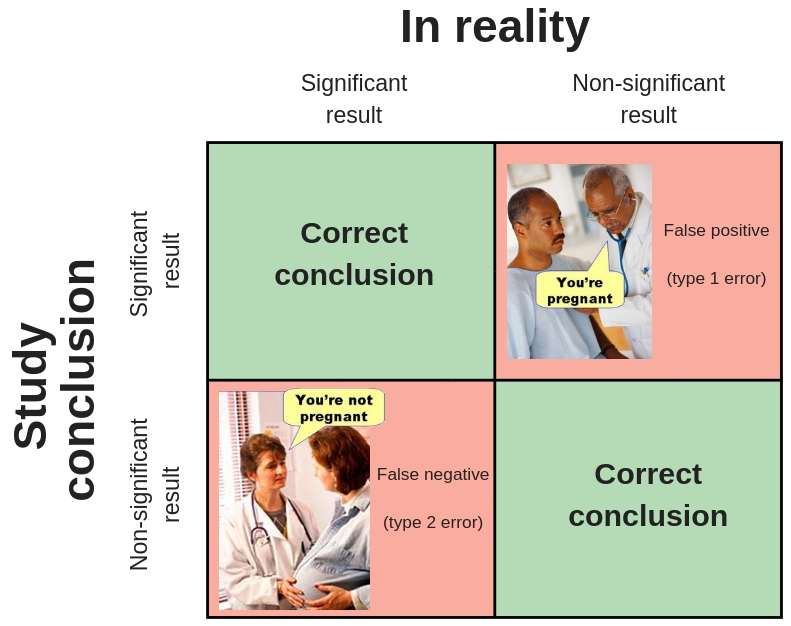 In reality
Significant
result
Non-significant
result
Study
conclusion
Significant
result
Correct
conclusion
You're
pregnant
False positive
(type 1 error)
Non-significant
result
You're not
pregnant
False negative
(type 2 error)
Correct
conclusion